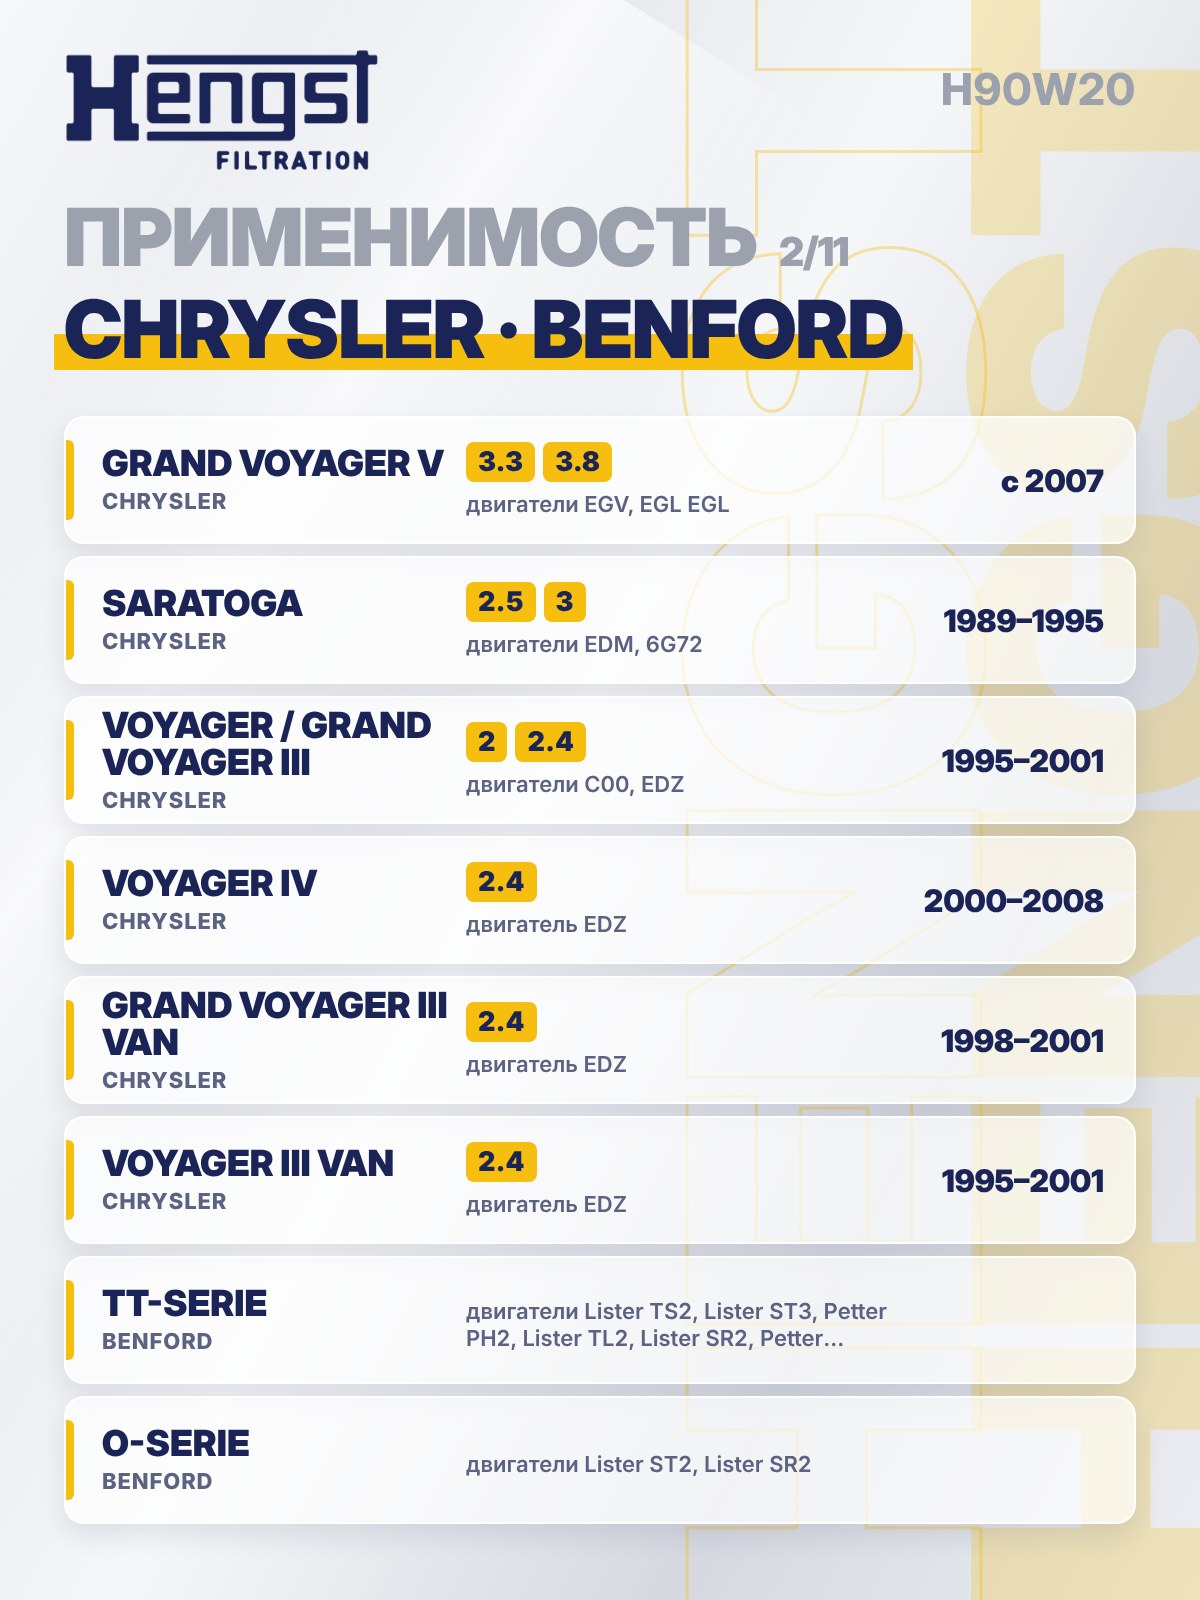 Hengst
FILTRATION
H90W20
ПРИМЕНИМОСТЬ 2/11
CHRYSLER · BENFORD
GRAND VOYAGER V
CHRYSLER
3.3 3.8
двигатели EGV, EGL EGL
с 2007
SARATOGA
CHRYSLER
2.5 3
двигатели EDM, 6G72
1989–1995
VOYAGER / GRAND
VOYAGER III
CHRYSLER
2 2.4
двигатели C00, EDZ
1995–2001
VOYAGER IV
CHRYSLER
2.4
двигатель EDZ
2000–2008
GRAND VOYAGER III
VAN
CHRYSLER
2.4
двигатель EDZ
1998–2001
VOYAGER III VAN
CHRYSLER
2.4
двигатель EDZ
1995–2001
TT-SERIE
BENFORD
двигатели Lister TS2, Lister ST3, Petter
PH2, Lister TL2, Lister SR2, Petter...
O-SERIE
BENFORD
двигатели Lister ST2, Lister SR2
HENGST
HENGST